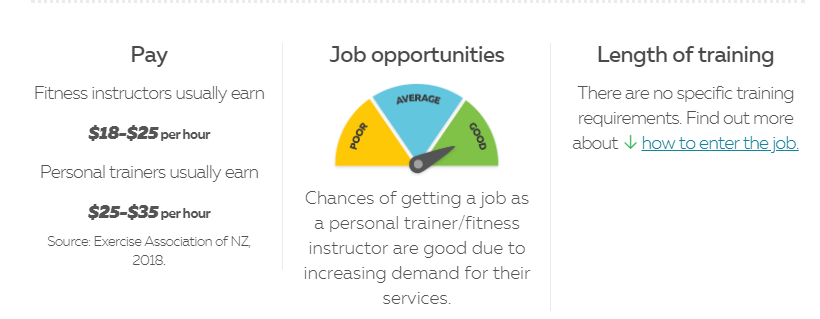 Pay
Fitness instructors usually earn
$18-$25 per hour
Personal trainers usually earn
$25-$35 per hour
Source: Exercise Association of NZ,
2018.
Job opportunities
POOR
AVERAGE
GOOD
Chances of getting a job as
a personal trainer/fitness
instructor are good due to
increasing demand for their
services.
Length of training
There are no specific training
requirements. Find out more
about ↓ how to enter the job.